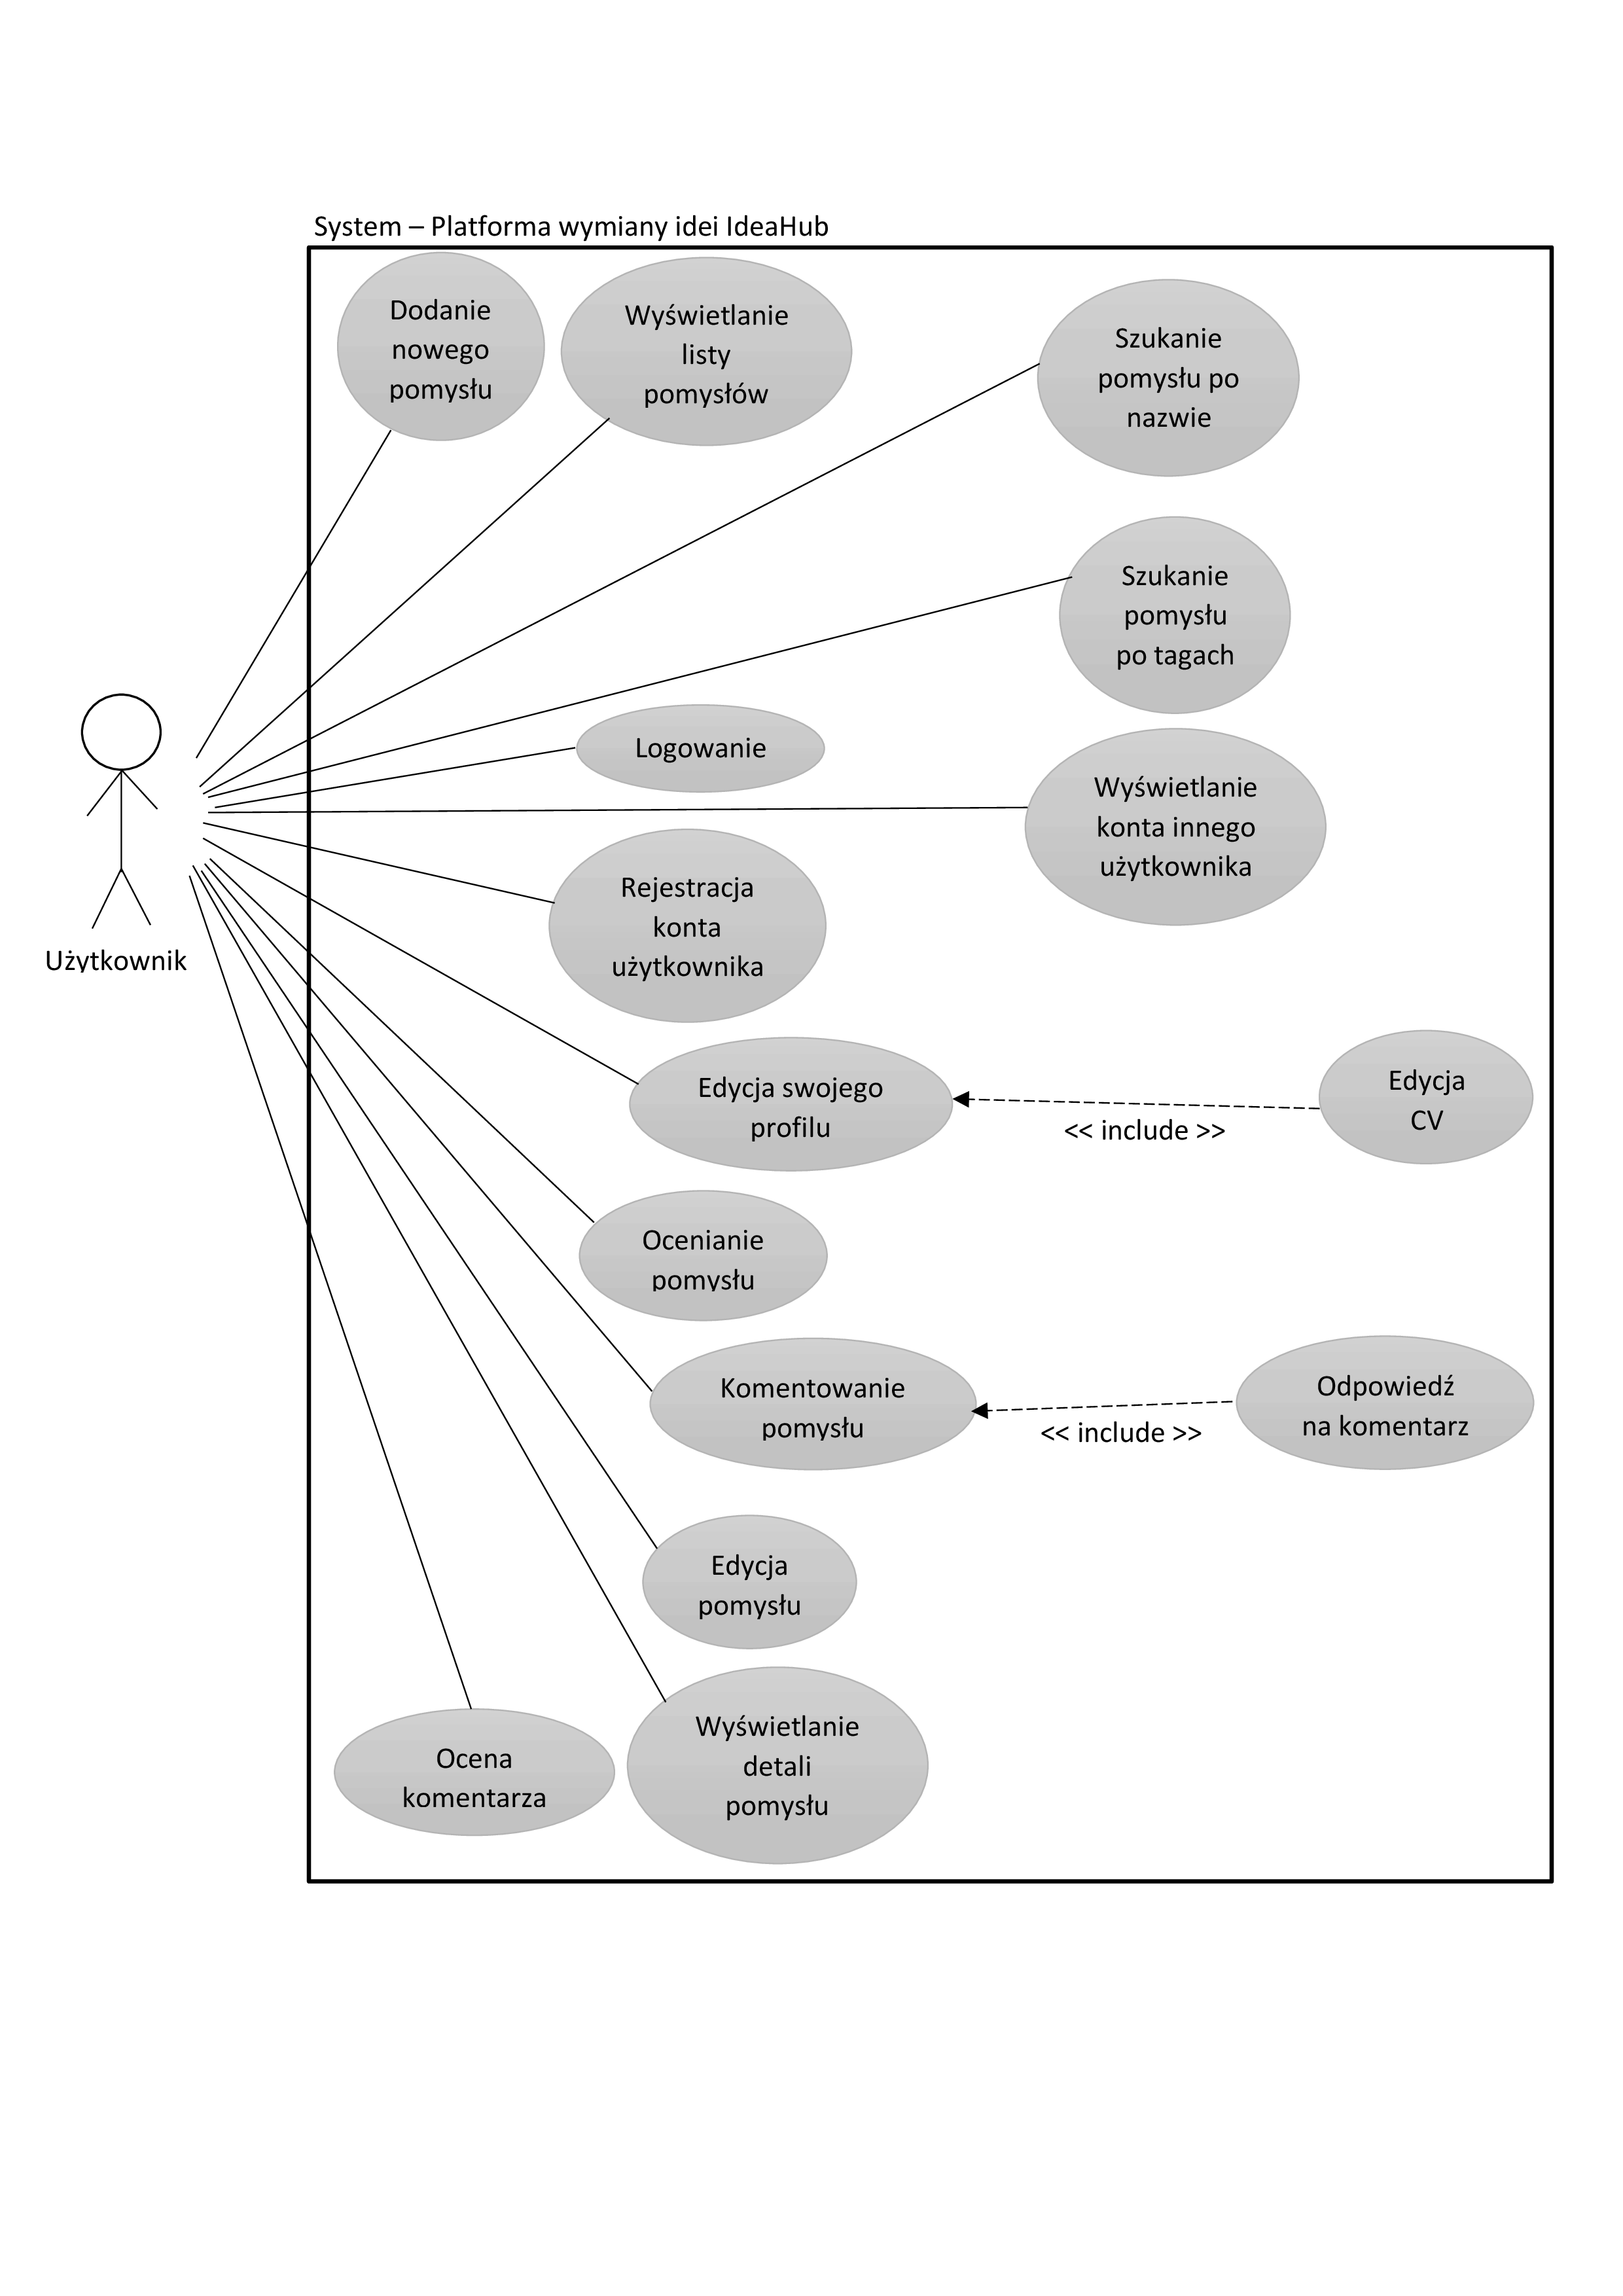 System – Platforma wymiany idei IdeaHub
Dodanie
nowego
pomysłu
Wyświetlanie
listy
pomysłów
Szukanie
pomysłu po
nazwie
Szukanie
pomysłu
po tagach
Logowanie
Wyświetlanie
konta innego
użytkownika
Rejestracja
konta
użytkownika
Użytkownik
Edycja swojego
profilu
<< include >>
Edycja
CV
Ocenianie
pomysłu
Komentowanie
pomysłu
<< include >>
Odpowiedź
na komentarz
Edycja
pomysłu
Wyświetlanie
detali
pomysłu
Ocena
komentarza